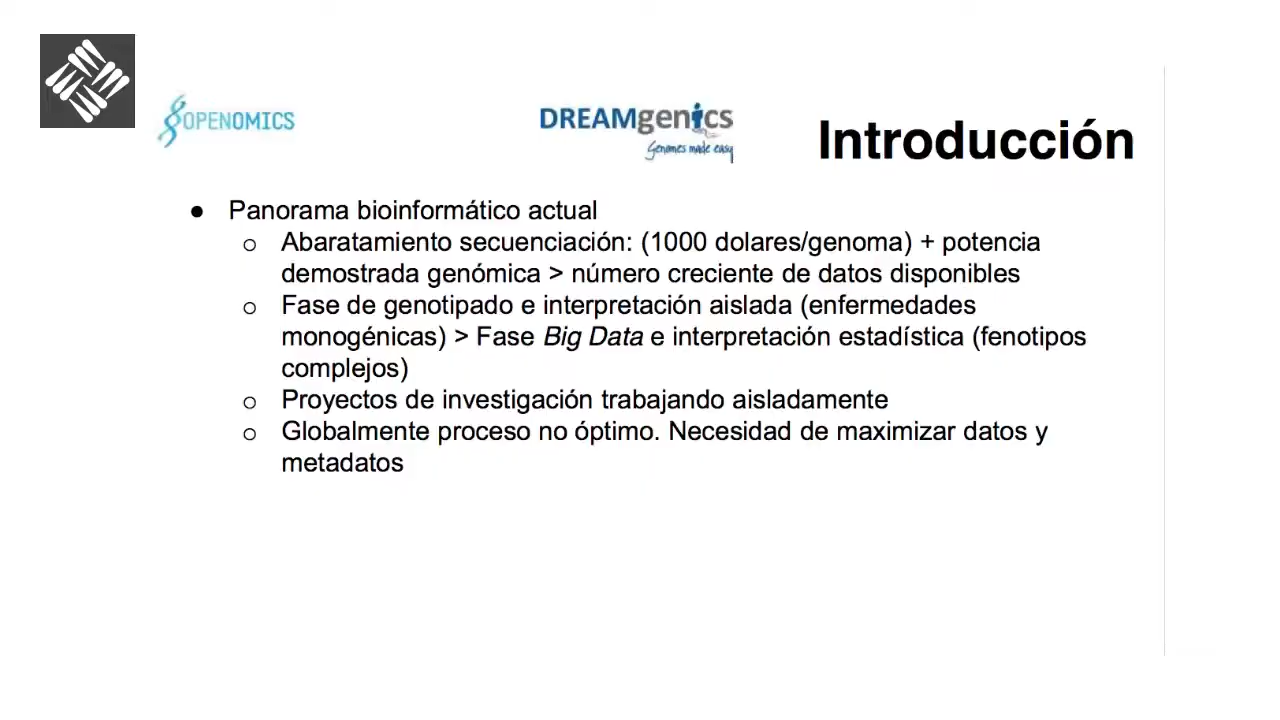 OPENOMICS
DREAMgenics
Genomes made easy
Introducción
● Panorama bioinformático actual
o Abaratamiento secuenciación: (1000 dolares/genoma) + potencia
demostrada genómica > número creciente de datos disponibles
o Fase de genotipado e interpretación aislada (enfermedades
monogénicas) > Fase Big Data e interpretación estadística (fenotipos
complejos)
o Proyectos de investigación trabajando aisladamente
o Globalmente proceso no óptimo. Necesidad de maximizar datos y
metadatos